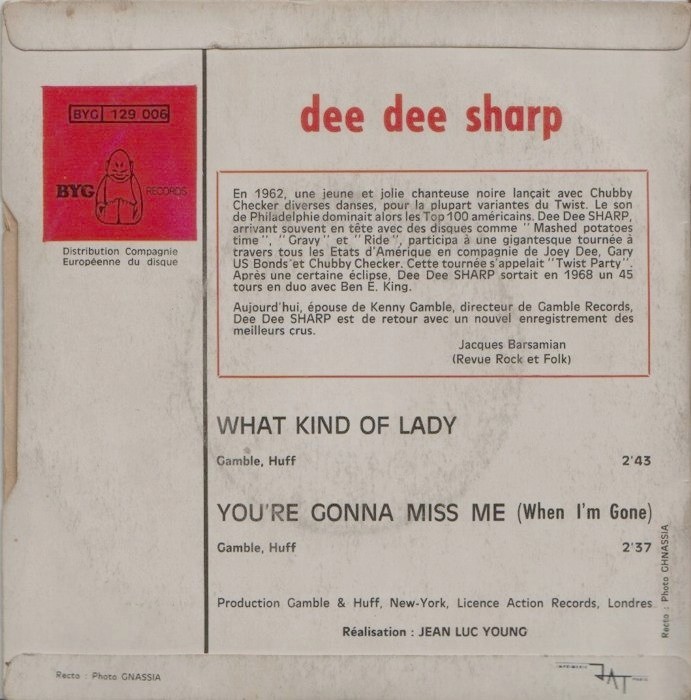 BYG 129 006
BYG RECORDS
Distribution Compagnie
Européenne du disque
dee dee sharp
En 1962, une jeune et jolie chanteuse noire lançait avec Chubby
Checker diverses danses, pour la plupart variantes du Twist. Le son
de Philadelphie dominait alors les Top 100 américains. Dee Dee SHARP,
arrivant souvent en tête avec des disques comme " Mashed potatoes
time ", " Gravy " et " Ride ", participa à une gigantesque tournée à
travers tous les Etats d'Amérique en compagnie de Joey Dee, Gary
US Bonds et Chubby Checker. Cette tournée s'appelait "Twist Party".
Après une certaine éclipse, Dee Dee SHARP sortait en 1968 un 45
tours en duo avec Ben E. King.
Aujourd'hui, épouse de Kenny Gamble, directeur de Gamble Records,
Dee Dee SHARP est de retour avec un nouvel enregistrement des
meilleurs crus.
Jacques Barsamian
(Revue Rock et Folk)
WHAT KIND OF LADY
Gamble, Huff 2'43
YOU'RE GONNA MISS ME (When I'm Gone)
Gamble, Huff 2'37
Production Gamble & Huff, New-York, Licence Action Records, Londres
Réalisation : JEAN LUC YOUNG
Recto : Photo GHNASSIA
Recto : Photo GNASSIA
JAT